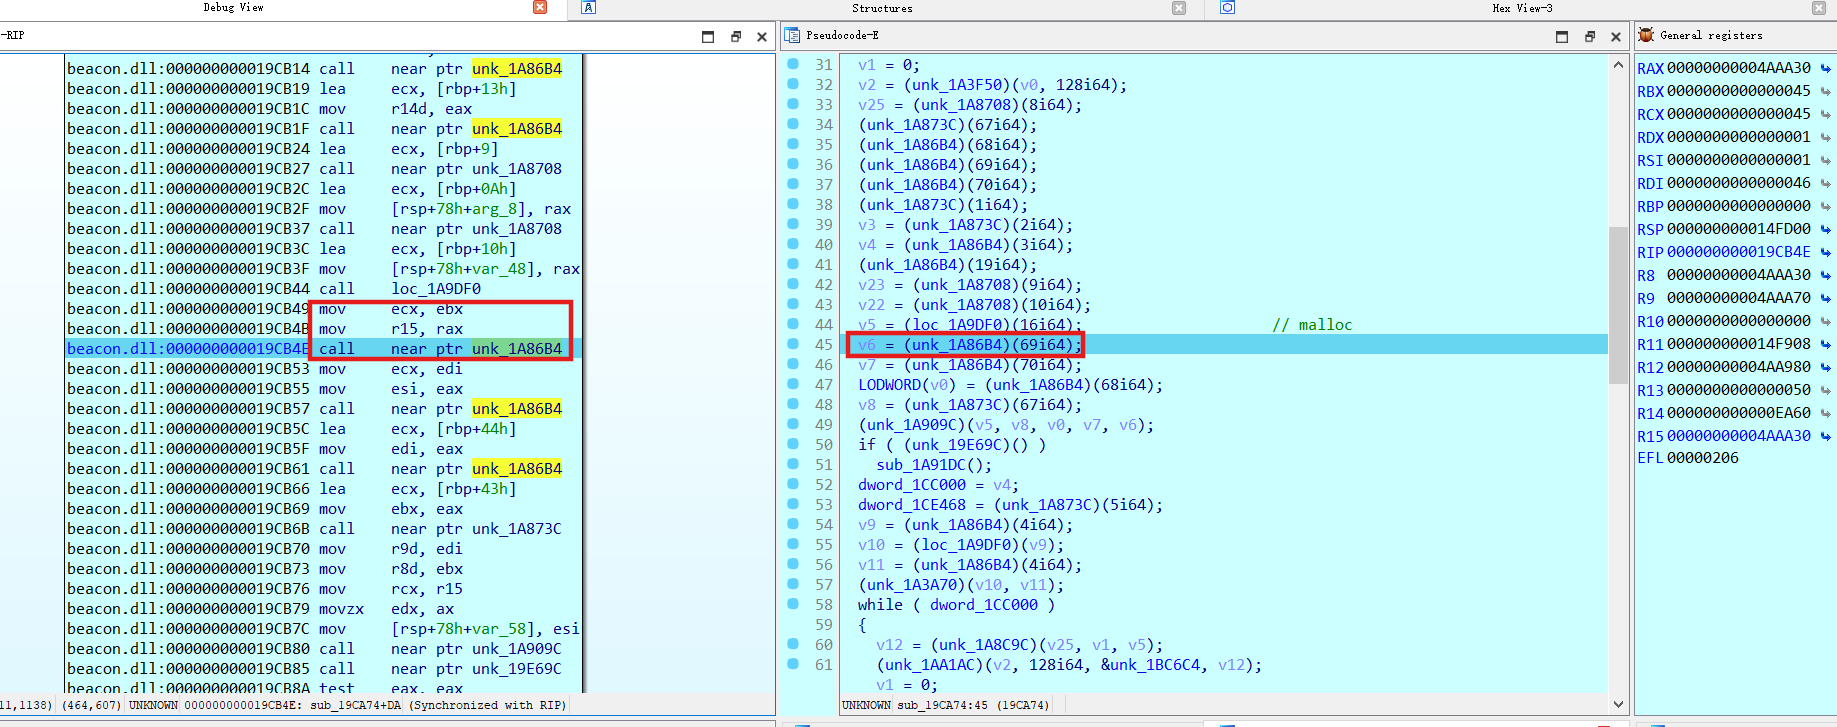 Debug View
Structures
Hex View-3
-RIP
Pseudocode-E
General registers
beacon.dll:000000000019CB14 call near ptr unk_1A86B4
beacon.dll:000000000019CB19 lea ecx, [rbp+13h]
beacon.dll:000000000019CB1C mov r14d, eax
beacon.dll:000000000019CB1F call near ptr unk_1A86B4
beacon.dll:000000000019CB24 lea ecx, [rbp+9]
beacon.dll:000000000019CB27 call near ptr unk_1A8708
beacon.dll:000000000019CB2C lea ecx, [rbp+0Ah]
beacon.dll:000000000019CB2F mov [rsp+78h+arg_8], rax
beacon.dll:000000000019CB37 call near ptr unk_1A8708
beacon.dll:000000000019CB3C lea ecx, [rbp+10h]
beacon.dll:000000000019CB3F mov [rsp+78h+var_48], rax
beacon.dll:000000000019CB44 call loc_1A9DF0
beacon.dll:000000000019CB49 mov ecx, ebx
beacon.dll:000000000019CB4B mov r15, rax
beacon.dll:000000000019CB4E call near ptr unk_1A86B4
beacon.dll:000000000019CB53 mov ecx, edi
beacon.dll:000000000019CB55 mov esi, eax
beacon.dll:000000000019CB57 call near ptr unk_1A86B4
beacon.dll:000000000019CB5C lea ecx, [rbp+44h]
beacon.dll:000000000019CB5F mov edi, eax
beacon.dll:000000000019CB61 call near ptr unk_1A86B4
beacon.dll:000000000019CB66 lea ecx, [rbp+43h]
beacon.dll:000000000019CB69 mov ebx, eax
beacon.dll:000000000019CB6B call near ptr unk_1A873C
beacon.dll:000000000019CB70 mov r9d, edi
beacon.dll:000000000019CB73 mov r8d, ebx
beacon.dll:000000000019CB76 mov rcx, r15
beacon.dll:000000000019CB79 movzx edx, ax
beacon.dll:000000000019CB7C mov [rsp+78h+var_58], esi
beacon.dll:000000000019CB80 call near ptr unk_1A909C
beacon.dll:000000000019CB85 call near ptr unk_19E69C
beacon.dll:000000000019CB8A test eax, eax
11,1138) (464,607) UNKNOWN 000000000019CB4E: sub_19CA74+DA (Synchronized with RIP)
31 v1 = 0;
32 v2 = (unk_1A3F50)(v0, 128i64);
33 v25 = (unk_1A8708)(8i64);
34 (unk_1A873C)(67i64);
35 (unk_1A86B4)(68i64);
36 (unk_1A86B4)(69i64);
37 (unk_1A86B4)(70i64);
38 (unk_1A873C)(1i64);
39 v3 = (unk_1A873C)(2i64);
40 v4 = (unk_1A86B4)(3i64);
41 (unk_1A86B4)(19i64);
42 v23 = (unk_1A8708)(9i64);
43 v22 = (unk_1A8708)(10i64);
44 v5 = (loc_1A9DF0)(16i64); // malloc
45 v6 = (unk_1A86B4)(69i64);
46 v7 = (unk_1A86B4)(70i64);
47 LODWORD(v0) = (unk_1A86B4)(68i64);
48 v8 = (unk_1A873C)(67i64);
49 (unk_1A909C)(v5, v8, v0, v7, v6);
50 if ( (unk_19E69C)() )
51 sub_1A91DC();
52 dword_1CC000 = v4;
53 dword_1CE468 = (unk_1A873C)(5i64);
54 v9 = (unk_1A86B4)(4i64);
55 v10 = (loc_1A9DF0)(v9);
56 v11 = (unk_1A86B4)(4i64);
57 (unk_1A3A70)(v10, v11);
58 while ( dword_1CC000 )
59 {
60 v12 = (unk_1A8C9C)(v25, v1, v5);
61 (unk_1AA1AC)(v2, 128i64, &unk_1BC6C4, v12);
v1 = 0;
UNKNOWN sub_19CA74:45 (19CA74)
RAX 00000000004AAA30
RBX 0000000000000045
RCX 0000000000000045
RDX 0000000000000001
RSI 0000000000000001
RDI 0000000000000046
RBP 0000000000000000
RSP 000000000014FD00
RIP 000000000019CB4E
R8 00000000004AAA30
R9 00000000004AAA70
R10 0000000000000000
R11 000000000014F908
R12 00000000004AA980
R13 0000000000000050
R14 000000000000EA60
R15 00000000004AAA30
EFL 00000206